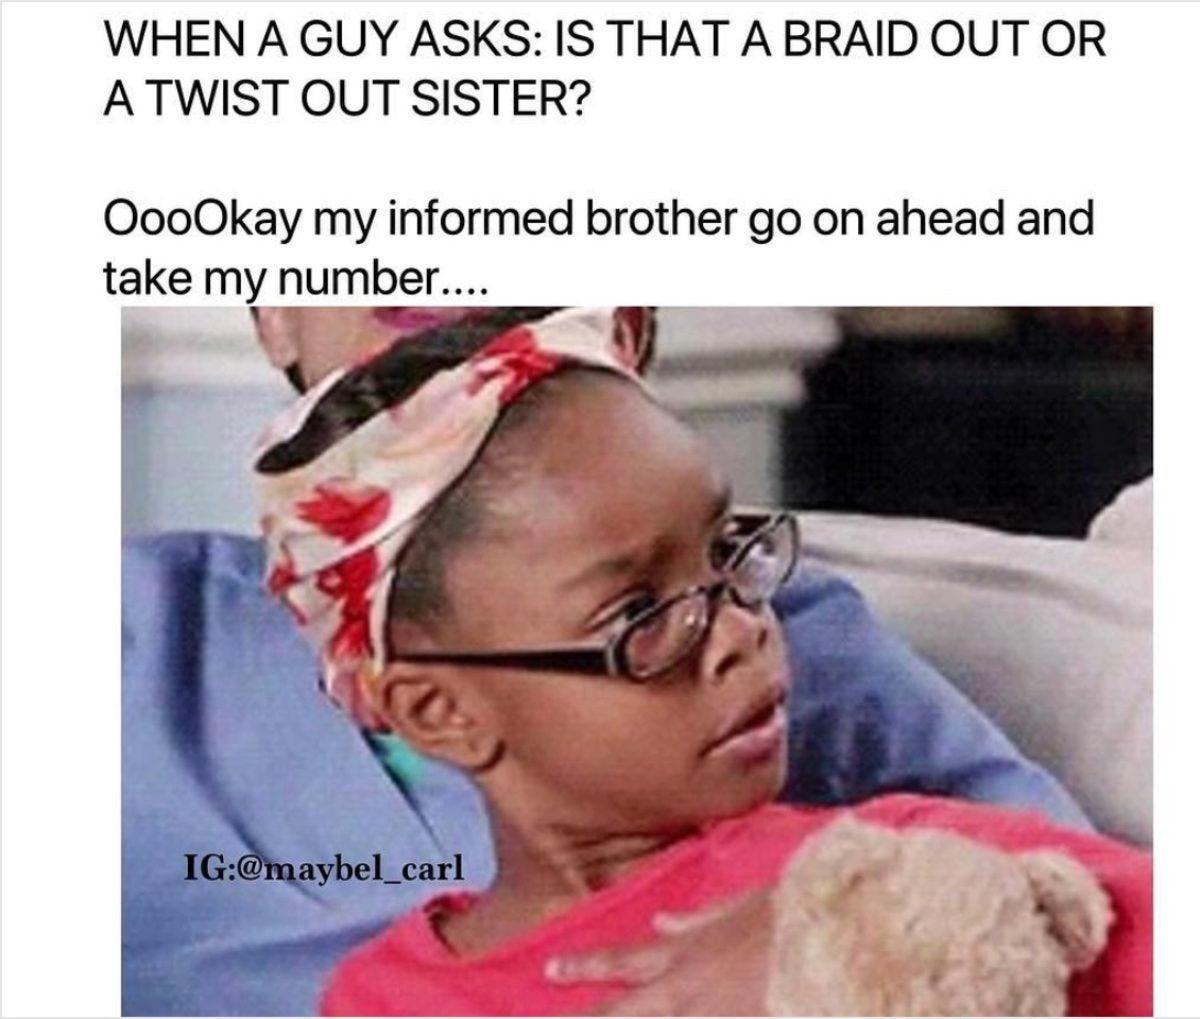 WHEN A GUY ASKS: IS THAT A BRAID OUT OR
A TWIST OUT SISTER?
OooOkay my informed brother go on ahead and
take my number....
IG:@maybel_carl